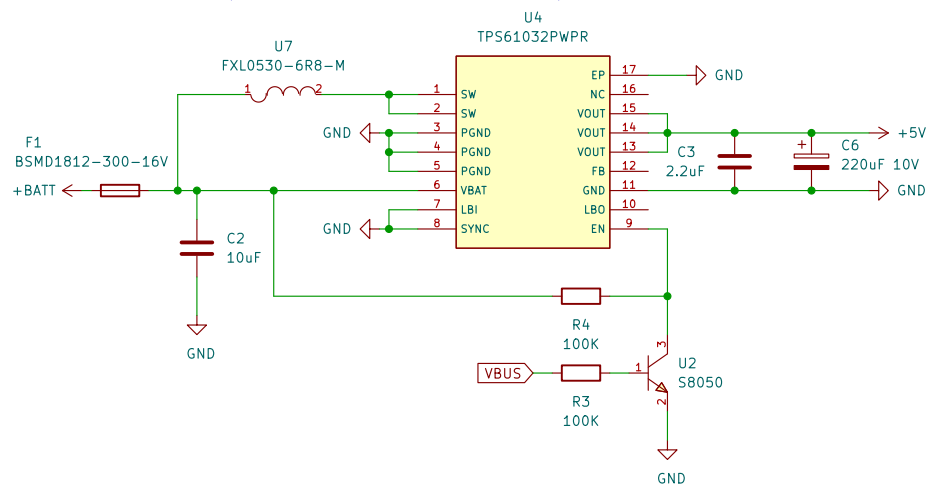 U4
TPS61032PWPR
U7
FXL0530-6R8-M
1
2
F1
BSMD1812-300-16V
+BATT
C2
10uF
GND
GND
GND
1 SW
2 SW
3 PGND
4 PGND
5 PGND
6 VBAT
7 LBI
8 SYNC
EP 17
NC 16
VOUT 15
VOUT 14
VOUT 13
FB 12
GND 11
LBO 10
EN 9
GND
C3
2.2uF
+
C6
220uF 10V
+5V
GND
R4
100K
VBUS
R3
100K
1
3
2
U2
S8050
GND